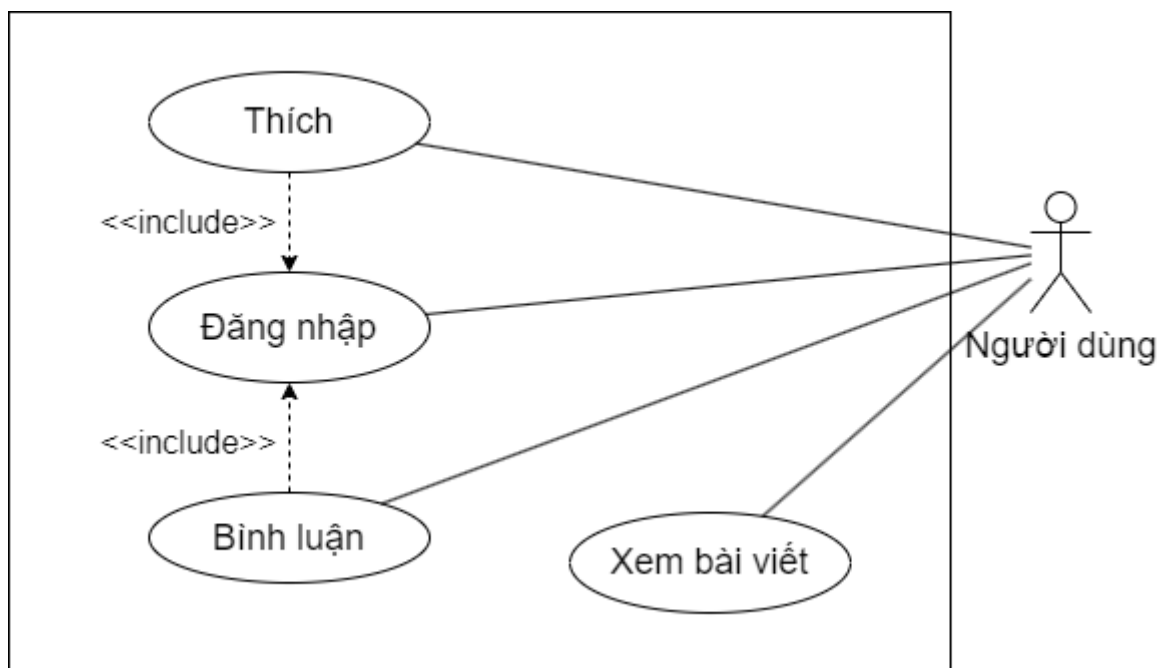 Thích
<<include>>
Đăng nhập
Người dùng
<<include>>
Bình luận
Xem bài viết